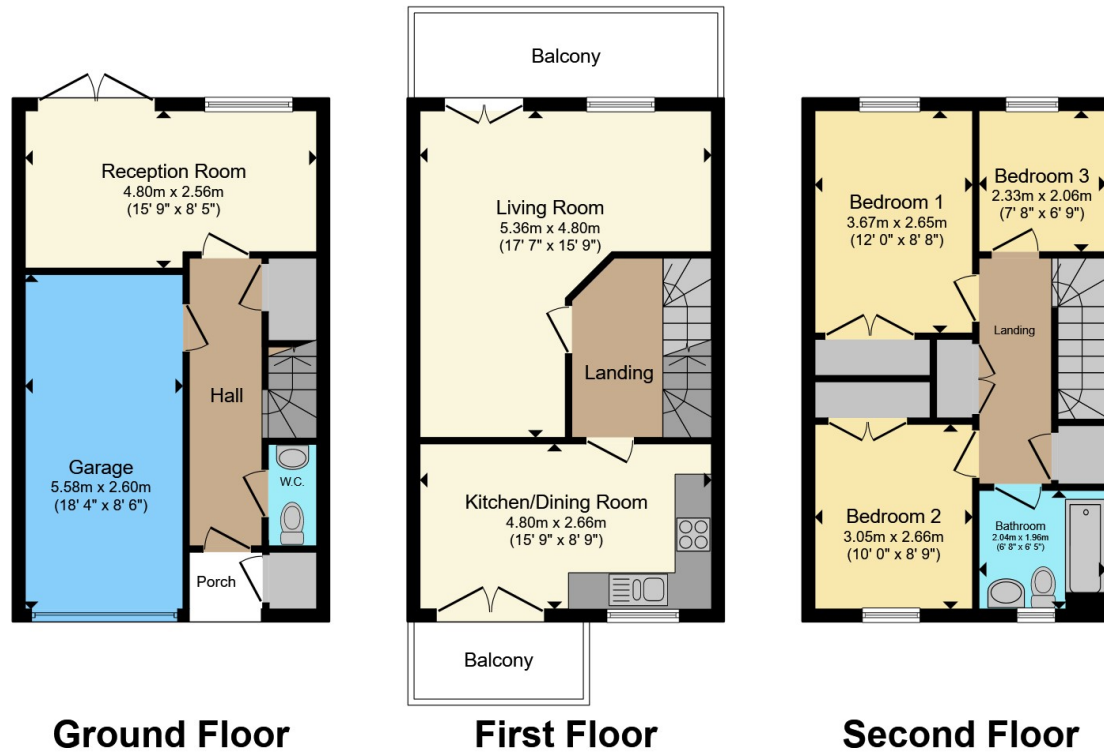 Reception Room
4.80m x 2.56m
(15' 9" x 8' 5")
Hall
Garage
5.58m x 2.60m
(18' 4" x 8' 6")
W.C.
Porch
Ground Floor
Balcony
Living Room
5.36m x 4.80m
(17' 7" x 15' 9")
Landing
Kitchen/Dining Room
4.80m x 2.66m
(15' 9" x 8' 9")
Balcony
First Floor
Bedroom 1
3.67m x 2.65m
(12' 0" x 8' 8")
Bedroom 3
2.33m x 2.06m
(7' 8" x 6' 9")
Landing
Bedroom 2
3.05m x 2.66m
(10' 0" x 8' 9")
Bathroom
2.04m x 1.96m
(6' 8" x 6' 5")
Second Floor